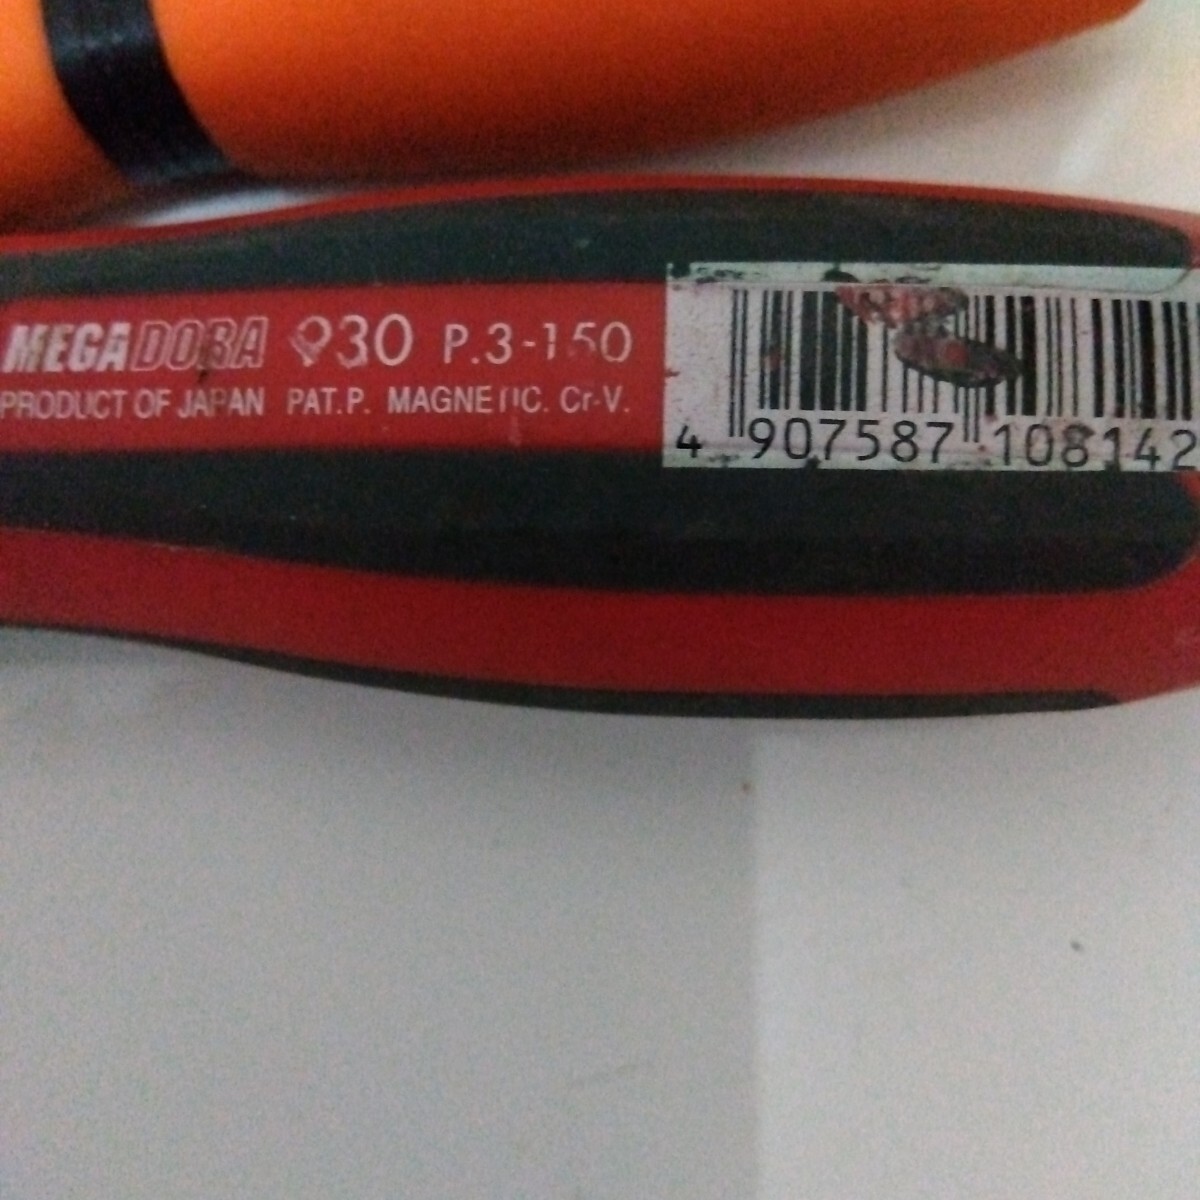 MEGADORA 930 P.3-150
PRODUCT OF JAPAN PAT.P. MAGNETIC. Cr-V.
4 907587 108142